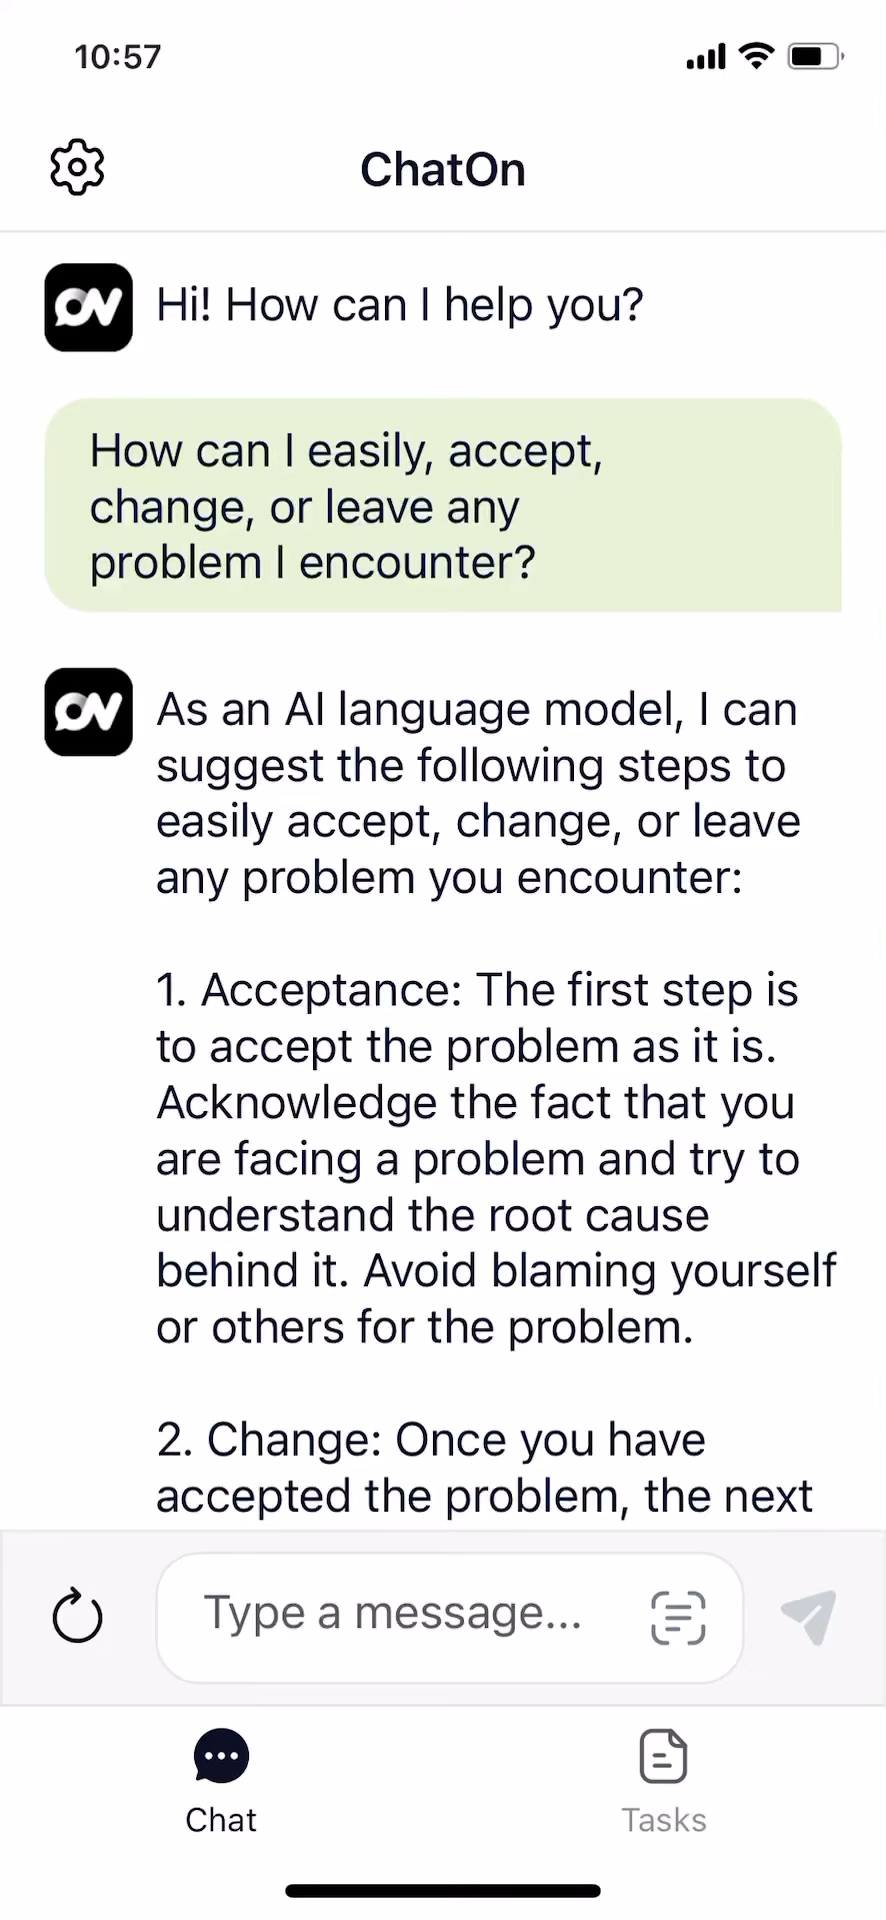 10:57
ChatOn
ON
Hi! How can I help you?
How can I easily, accept,
change, or leave any
problem I encounter?
ON
As an AI language model, I can
suggest the following steps to
easily accept, change, or leave
any problem you encounter:
1. Acceptance: The first step is
to accept the problem as it is.
Acknowledge the fact that you
are facing a problem and try to
understand the root cause
behind it. Avoid blaming yourself
or others for the problem.
2. Change: Once you have
accepted the problem, the next
Type a message...
Chat
Tasks